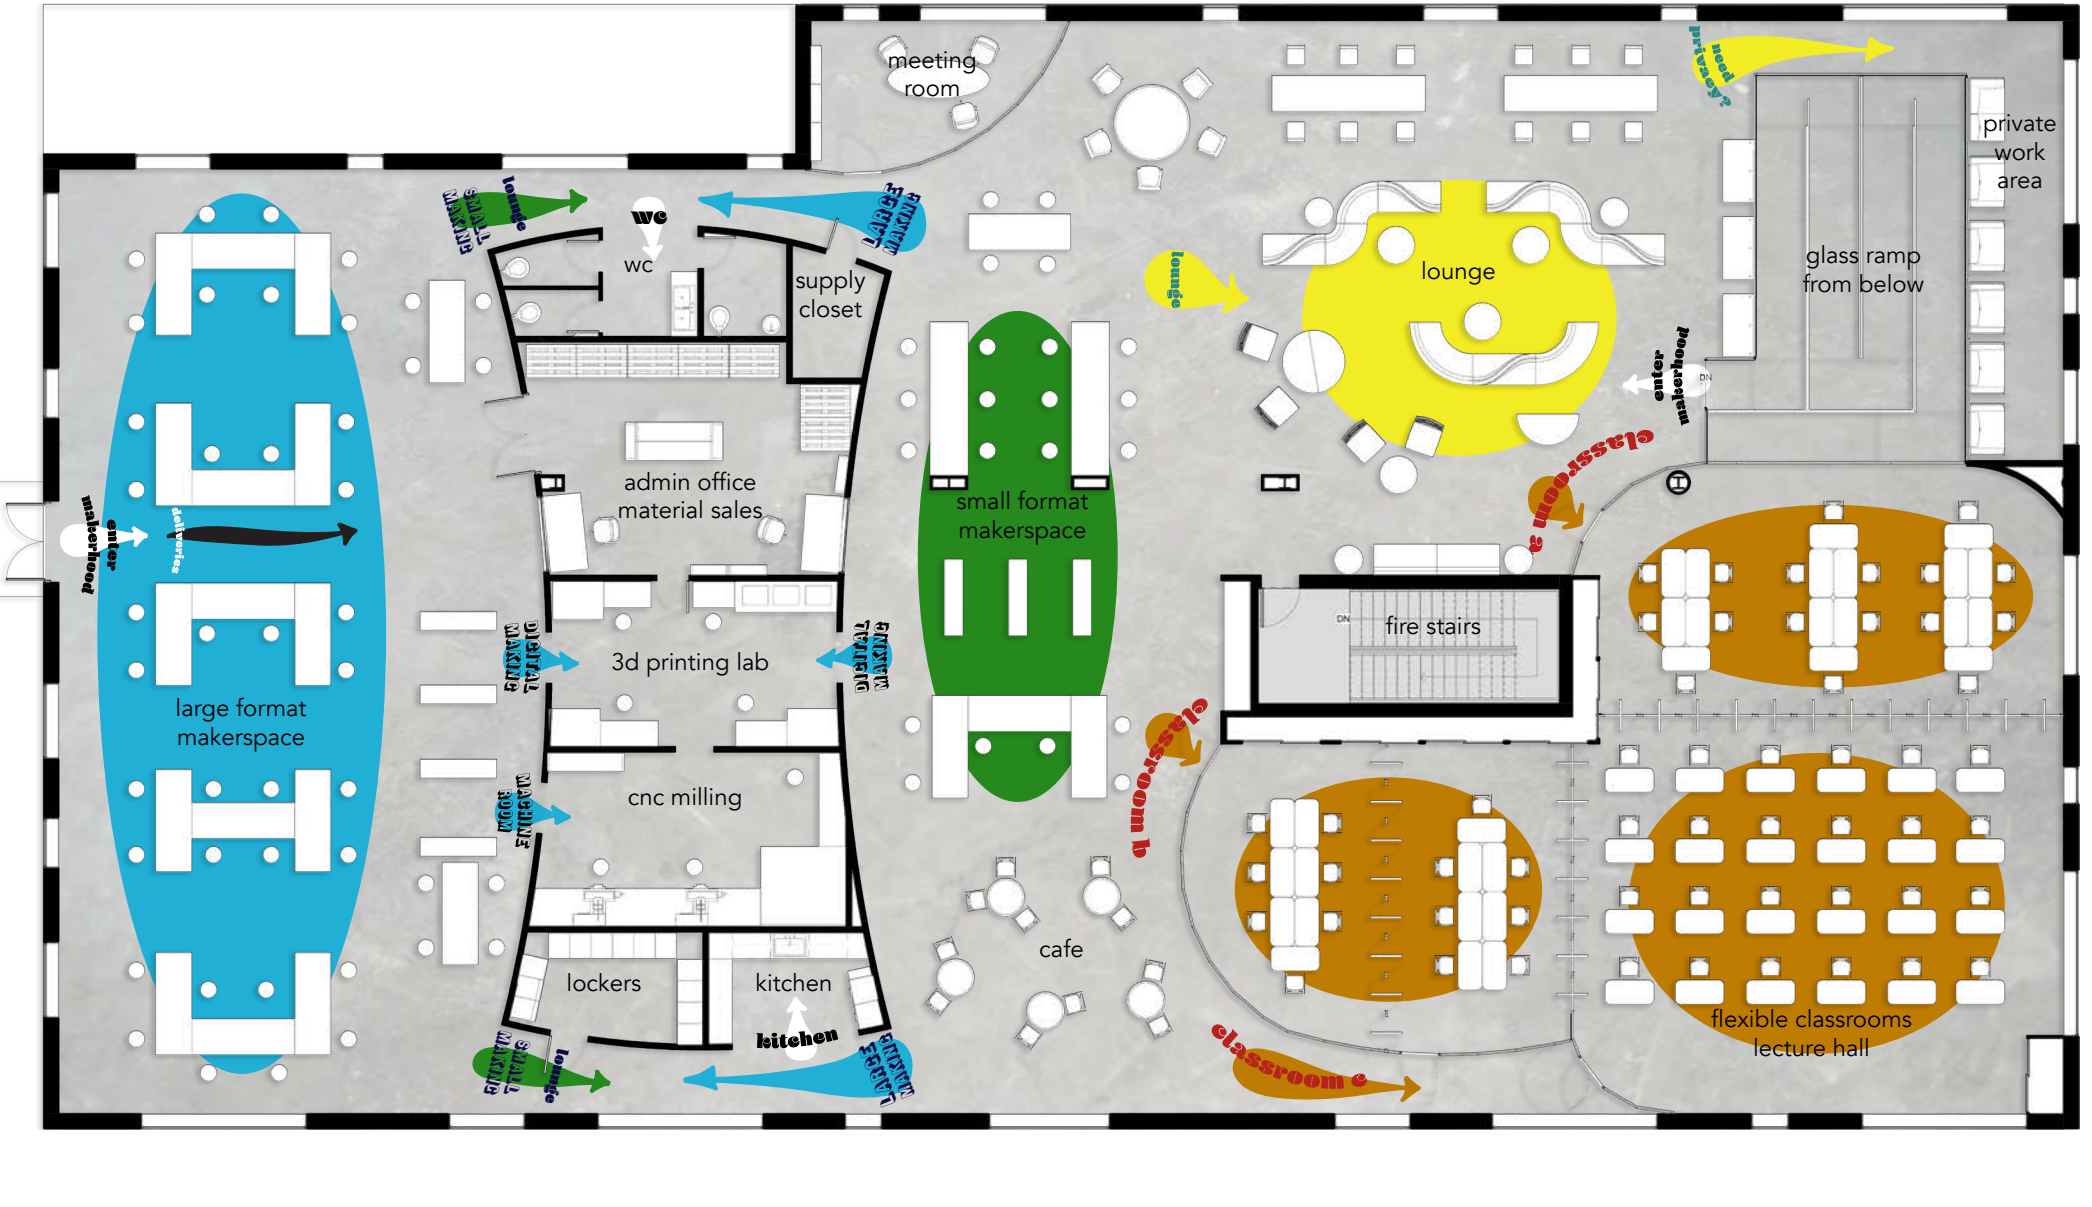 meeting
room
need
privacy?
private
work
area
SMALL
MAKING
lounge
wc
LARGE
MAKING
wc
supply
closet
lounge
lounge
glass ramp
from below
enter
makerhood
DN
classroom a
admin office
material sales
small format
makerspace
enter
makerhood
deliveries
DIGITAL
MAKING
3d printing lab
DIGITAL
MAKING
DN
fire stairs
large format
makerspace
classroom b
MACHINE
ROOM
cnc milling
cafe
lockers
kitchen
kitchen
SMALL
MAKING
lounge
LARGE
MAKING
classroom c
flexible classrooms
lecture hall